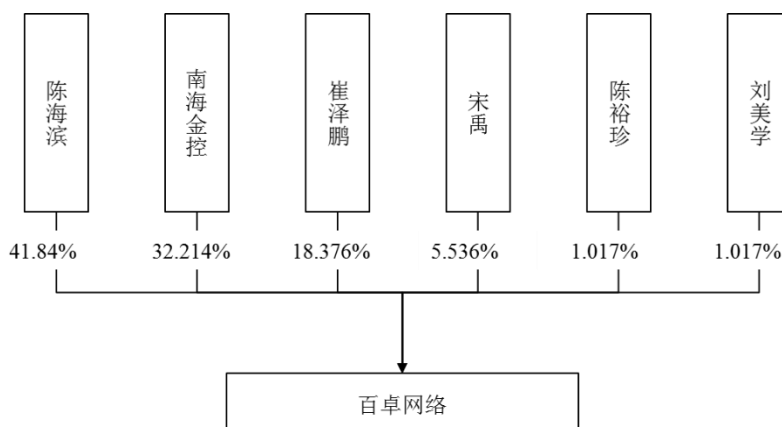 陈海滨
南海金控
崔泽鹏
宋禹
陈裕珍
刘美学
41.84%
32.214%
18.376%
5.536%
1.017%
1.017%
百卓网络